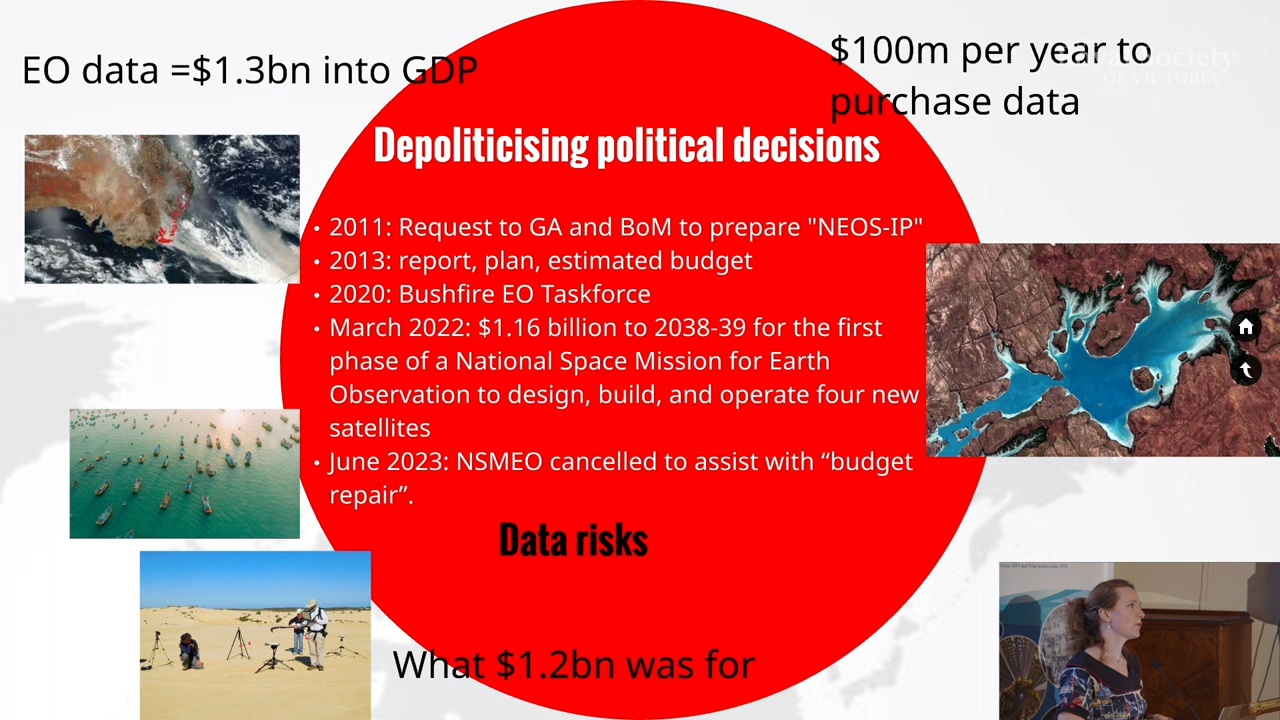 EO data =$1.3bn into GDP
$100m per year to
purchase data
Royal Society
OF VICTORIA
Depoliticising political decisions
• 2011: Request to GA and BoM to prepare "NEOS-IP"
• 2013: report, plan, estimated budget
• 2020: Bushfire EO Taskforce
• March 2022: $1.16 billion to 2038-39 for the first
phase of a National Space Mission for Earth
Observation to design, build, and operate four new
satellites
• June 2023: NSMEO cancelled to assist with “budget
repair”.
Data risks
What $1.2bn was for